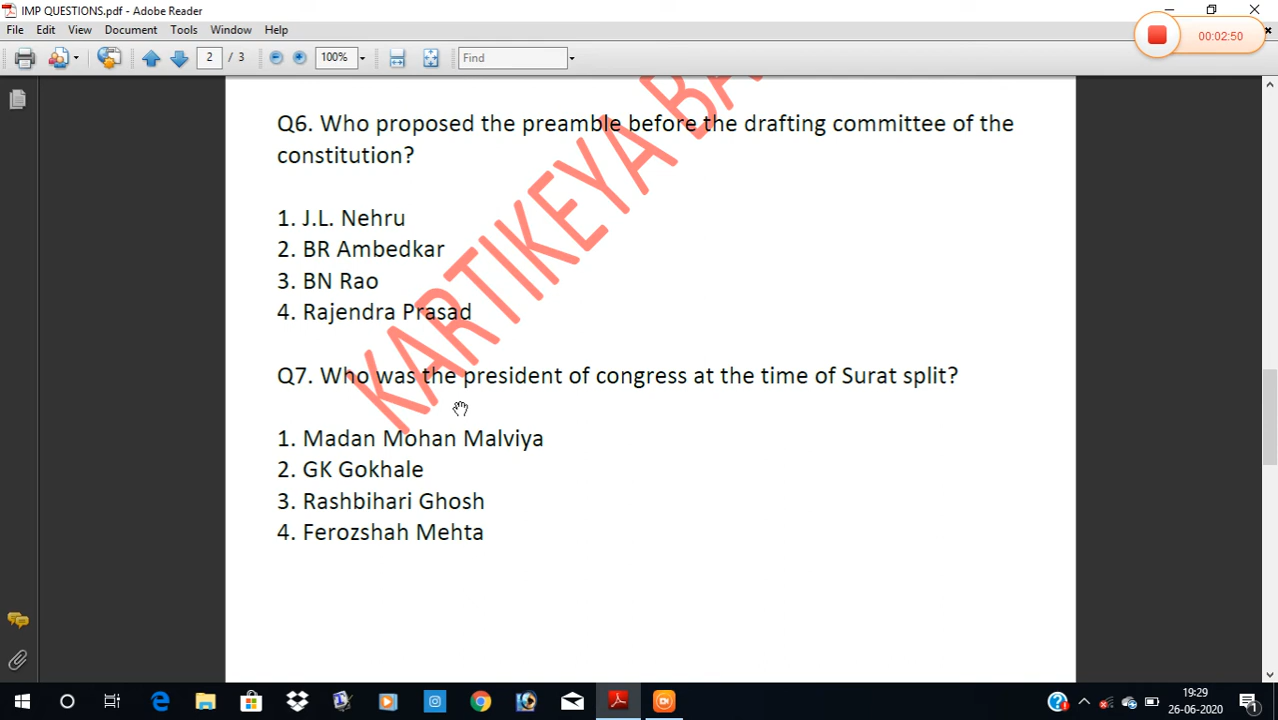 IMP QUESTIONS.pdf - Adobe Reader
File Edit View Document Tools Window Help
00:02:50
2 / 3 100% Find
KARTIKEYA BA
Q6. Who proposed the preamble before the drafting committee of the
constitution?
1. J.L. Nehru
2. BR Ambedkar
3. BN Rao
4. Rajendra Prasad
Q7. Who was the president of congress at the time of Surat split?
1. Madan Mohan Malviya
2. GK Gokhale
3. Rashbihari Ghosh
4. Ferozshah Mehta
19:29
26-06-2020
1